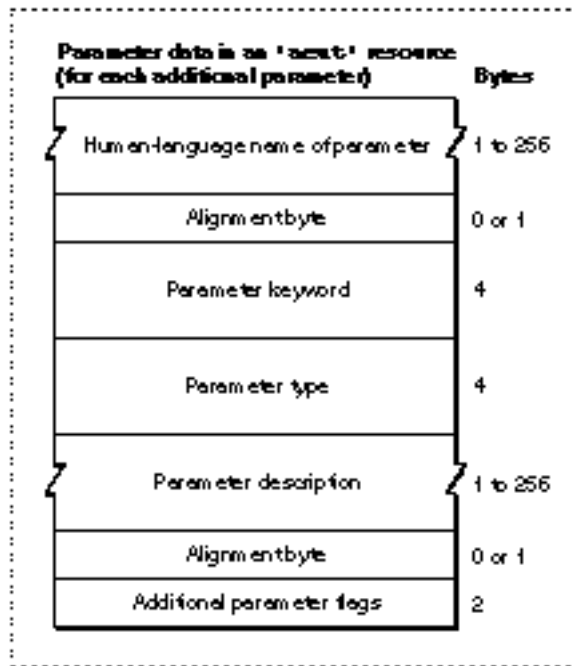 Parameter data in an 'aeut' resource
(for each additional parameter) Bytes
Human-language name of parameter 1 to 256
Alignment byte 0 or 1
Parameter keyword 4
Parameter type 4
Parameter description 1 to 256
Alignment byte 0 or 1
Additional parameter flags 2